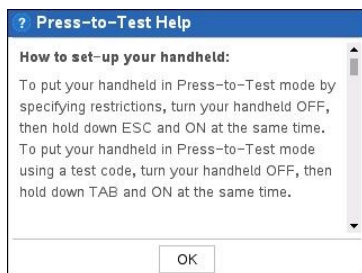 ? Press-to-Test Help
How to set-up your handheld:
To put your handheld in Press-to-Test mode by
specifying restrictions, turn your handheld OFF,
then hold down ESC and ON at the same time.
To put your handheld in Press-to-Test mode
using a test code, turn your handheld OFF, then
hold down TAB and ON at the same time.
OK